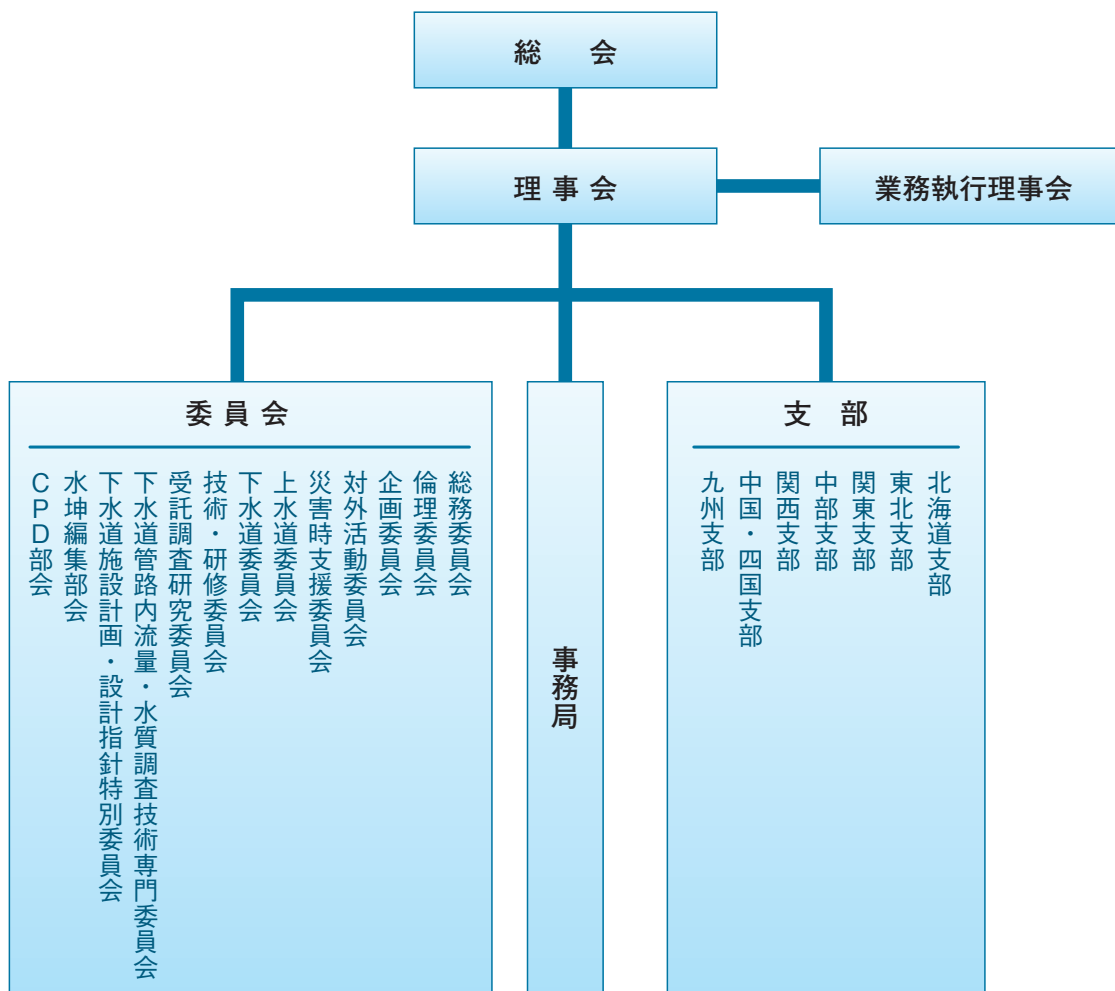 総会
理事会
業務執行理事会
委員会
総務委員会
倫理委員会
企画委員会
対外活動委員会
災害時支援委員会
上水道委員会
下水道委員会
技術・研修委員会
受託調査研究委員会
下水道管路内流量・水質調査技術専門委員会
下水道施設計画・設計指針特別委員会
水坤編集部会
CPD部会
事務局
支部
北海道支部
東北支部
関東支部
中部支部
関西支部
中国・四国支部
九州支部